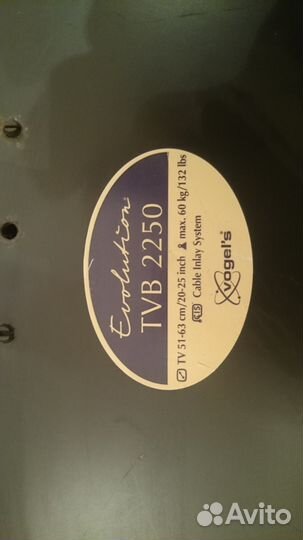 Evolution
TVB 2250
TV 51-63 cm/20-25 inch max. 60 kg/132 lbs
CIS Cable Inlay System
vogel's®
Avito